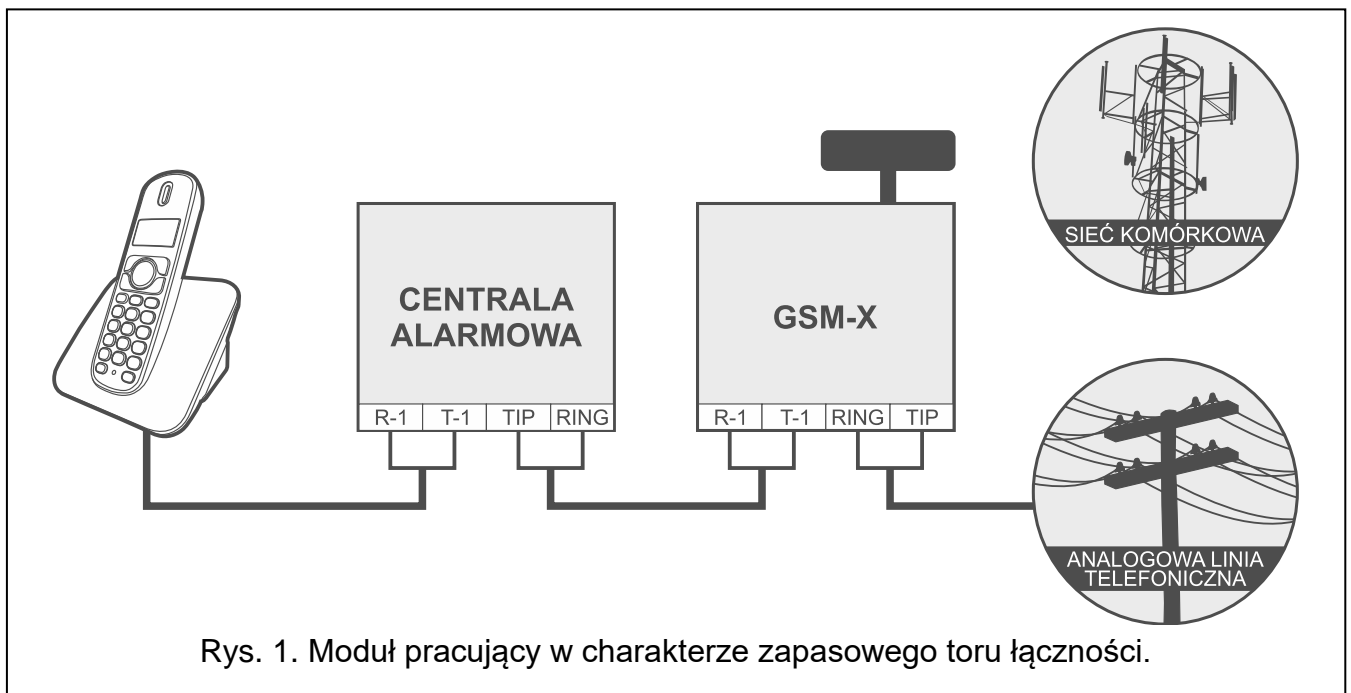 SIEĆ KOMÓRKOWA
CENTRALA
ALARMOWA
R-1 T-1 TIP RING
GSM-X
R-1 T-1 RING TIP
ANALOGOWA LINIA
TELEFONICZNA
Rys. 1. Moduł pracujący w charakterze zapasowego toru łączności.